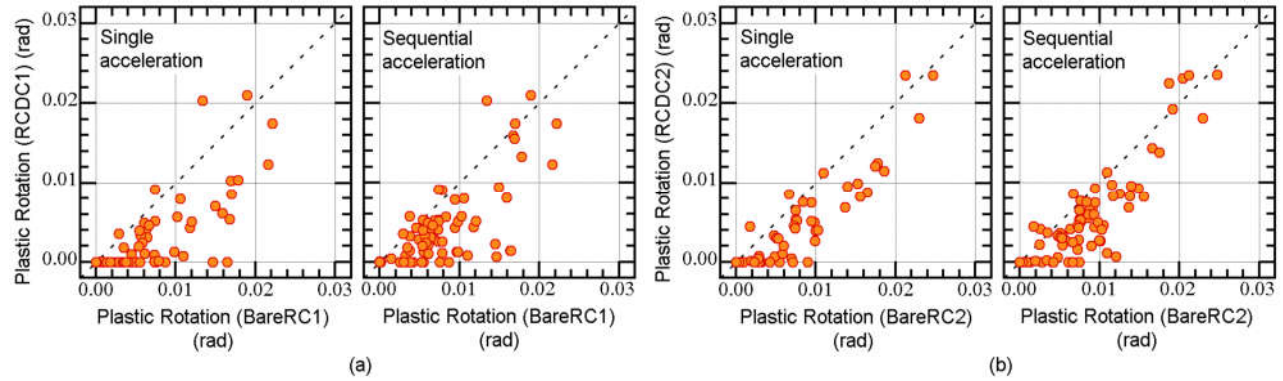 Plastic Rotation (RCDC1) (rad)
0.03
0.02
0.01
0.00
Single
acceleration
0.00 0.01 0.02 0.03
Plastic Rotation (BareRC1)
(rad)
Sequential
acceleration
0.00 0.01 0.02 0.03
Plastic Rotation (BareRC1)
(rad)
(a)
Plastic Rotation (RCDC2) (rad)
0.03
0.02
0.01
0.00
Single
acceleration
0.00 0.01 0.02 0.03
Plastic Rotation (BareRC2)
(rad)
Sequential
acceleration
0.00 0.01 0.02 0.03
Plastic Rotation (BareRC2)
(rad)
(b)